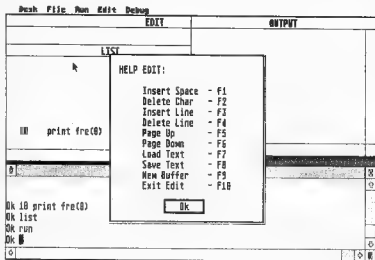 Desk File Run Edit Debug
EDIT
OUTPUT
LIST
HELP EDIT:
Insert Space - F1
Delete Char - F2
Insert Line - F3
Delete Line - F4
Page Up - F5
Page Down - F6
Load Text - F7
Save Text - F8
New Buffer - F9
Exit Edit - F10
Ok
10 print fre(0)
Ok 10 print fre(0)
Ok list
Ok run
Ok